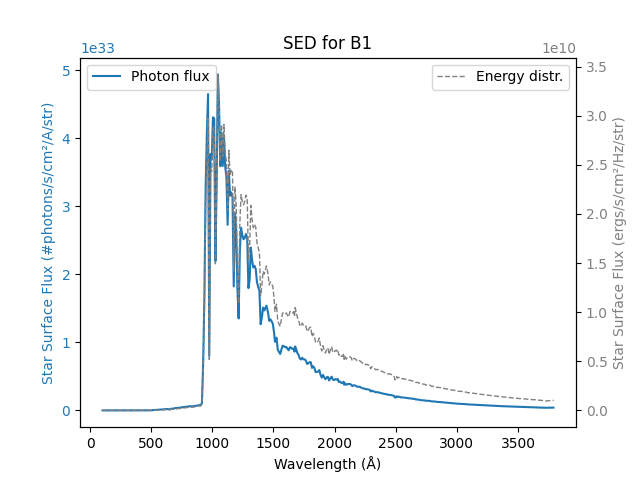 SED for B1
1e33
1e10
Photon flux
Energy distr.
5
4
3
2
1
0
3.5
3.0
2.5
2.0
1.5
1.0
0.5
0.0
Star Surface Flux (#photons/s/cm²/A/str)
Star Surface Flux (ergs/s/cm²/Hz/str)
0 500 1000 1500 2000 2500 3000 3500
Wavelength (Å)